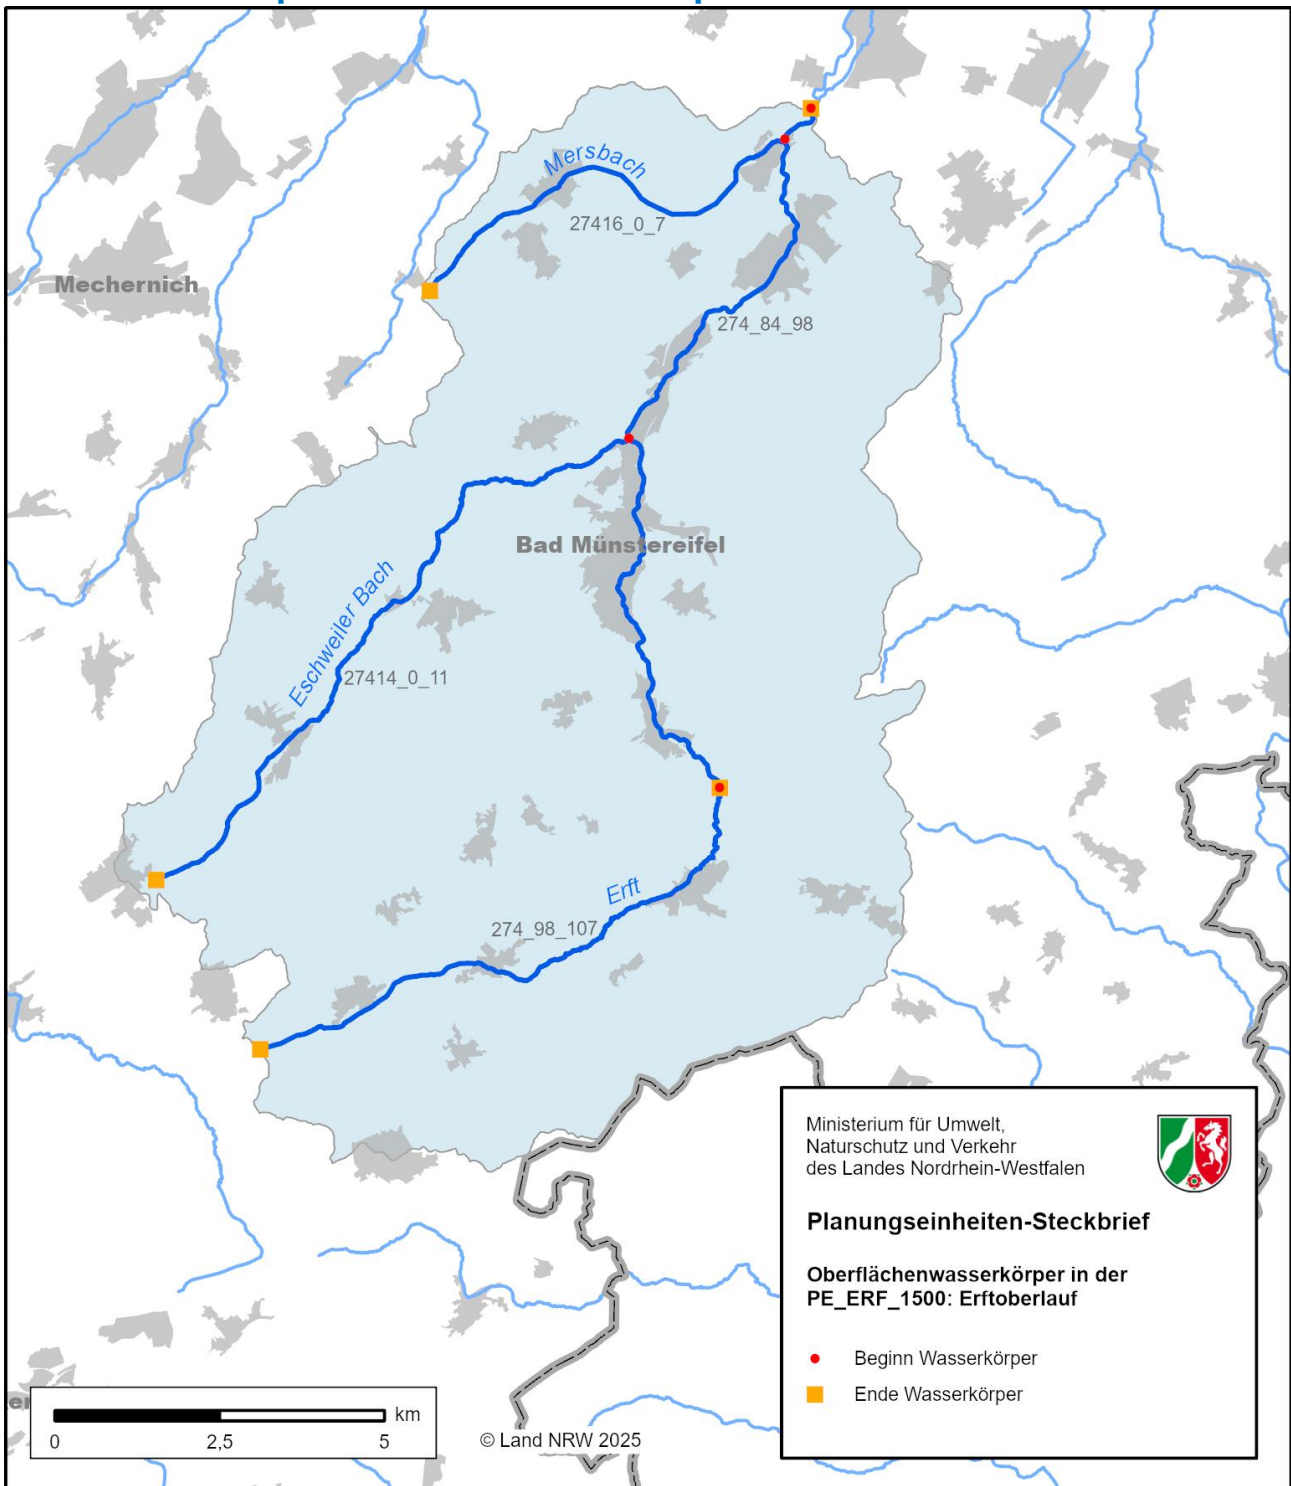 Mersbach
27416_0_7
Mechernich
274_84_98
Bad Münstereifel
Eschweiler Bach
27414_0_11
Erft
274_98_107
Ministerium für Umwelt,
Naturschutz und Verkehr
des Landes Nordrhein-Westfalen
Planungseinheiten-Steckbrief
Oberflächenwasserkörper in der
PE_ERF_1500: Erftoberlauf
Beginn Wasserkörper
Ende Wasserkörper
km
0 2,5 5
© Land NRW 2025